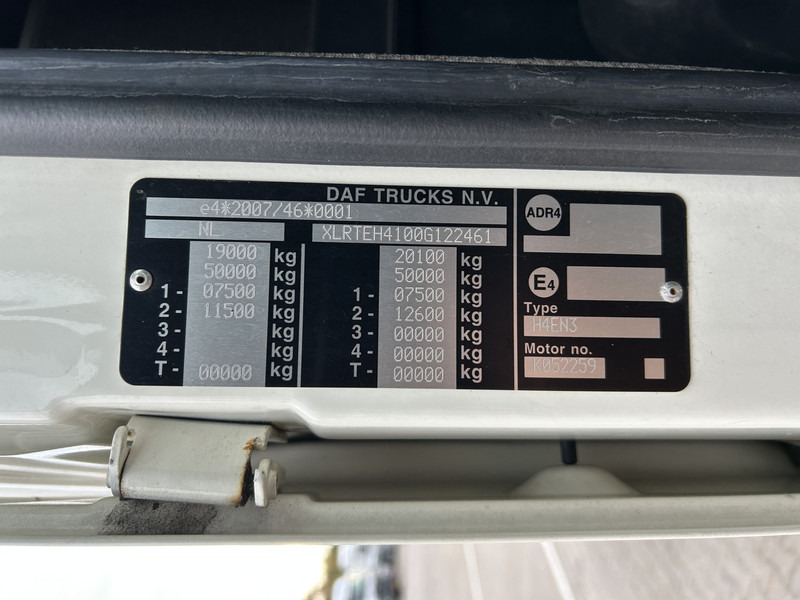 DAF TRUCKS N.V.
e4*2007/46*0001
NL XLRTEH4100G122461
19000 kg
50000 kg
1- 07500 kg
2- 11500 kg
3- kg
4- kg
T- 00000 kg
20100 kg
50000 kg
1- 07500 kg
2- 12600 kg
3- 00000 kg
4- 00000 kg
T- 00000 kg
ADR4
E4
Type
H4EN3
Motor no.
K052259